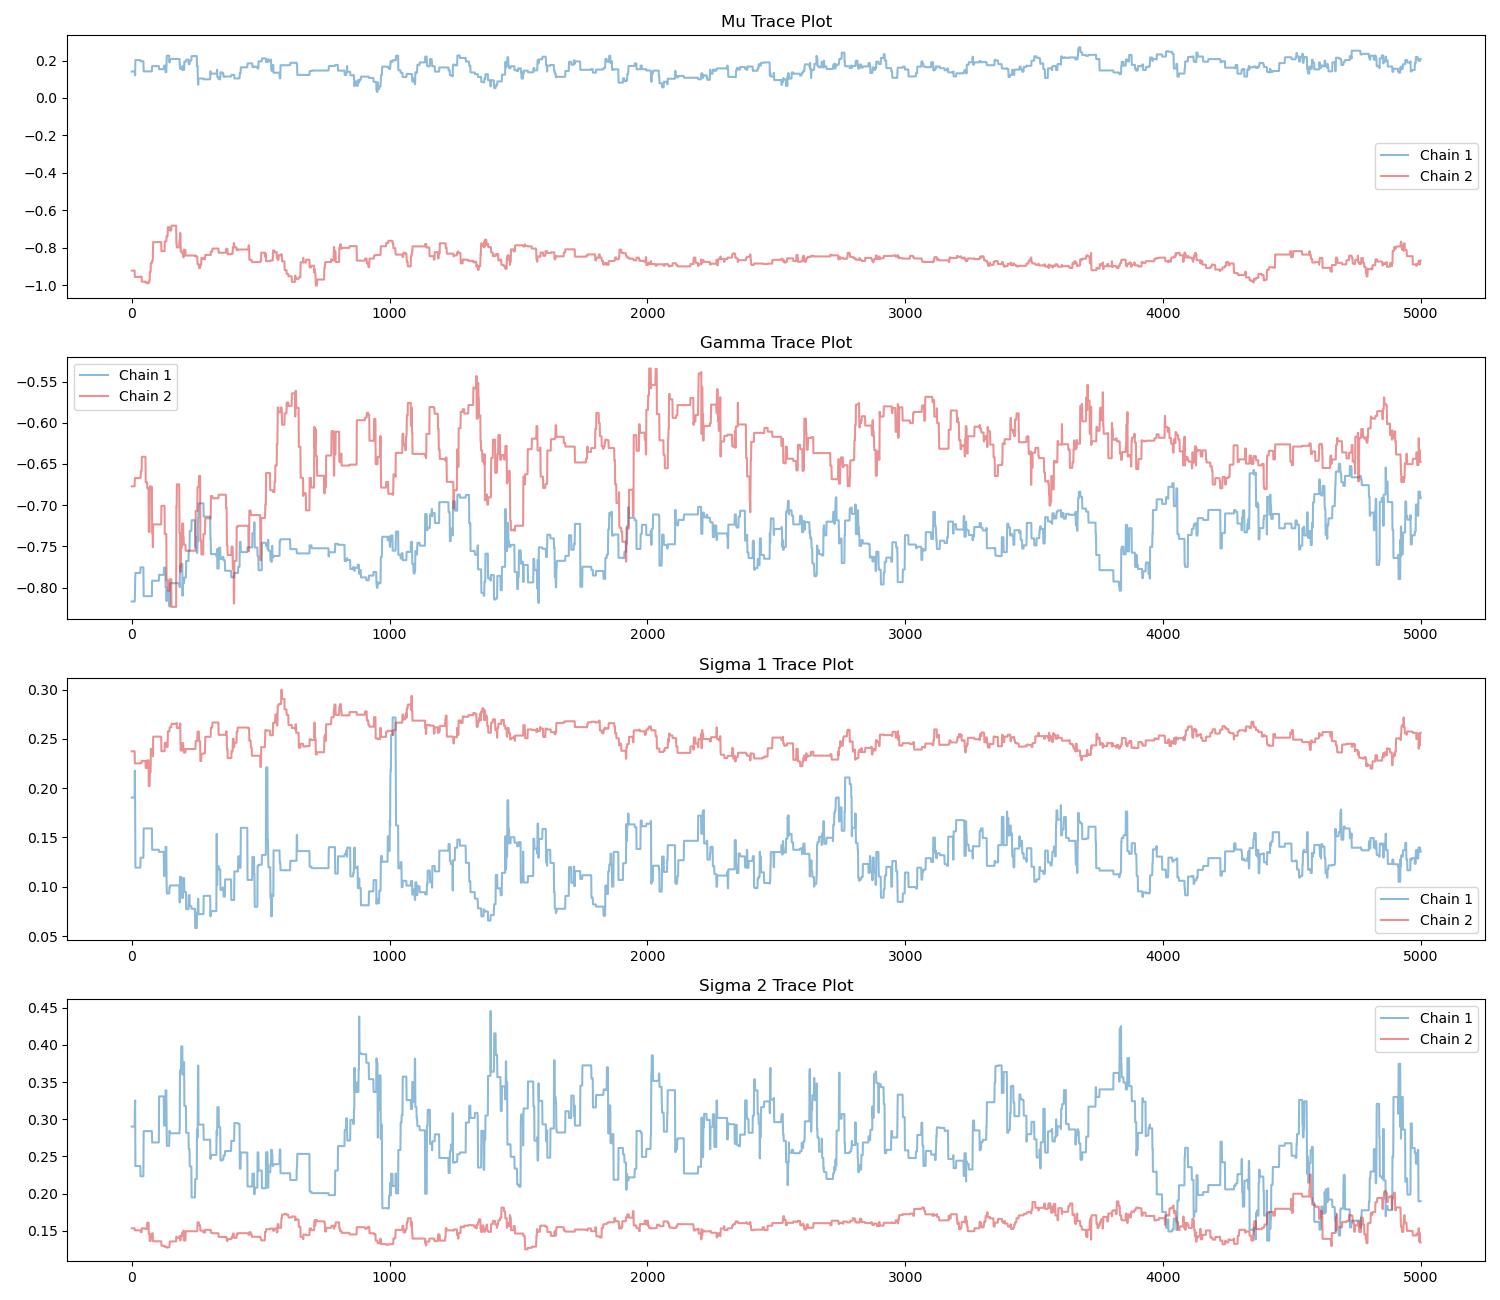 Mu Trace Plot
0.2
0.0
−0.2
−0.4
−0.6
−0.8
−1.0
Chain 1
Chain 2
0 1000 2000 3000 4000 5000
Gamma Trace Plot
Chain 1
Chain 2
−0.55
−0.60
−0.65
−0.70
−0.75
−0.80
0 1000 2000 3000 4000 5000
Sigma 1 Trace Plot
0.30
0.25
0.20
0.15
0.10
0.05
Chain 1
Chain 2
0 1000 2000 3000 4000 5000
Sigma 2 Trace Plot
0.45
0.40
0.35
0.30
0.25
0.20
0.15
Chain 1
Chain 2
0 1000 2000 3000 4000 5000